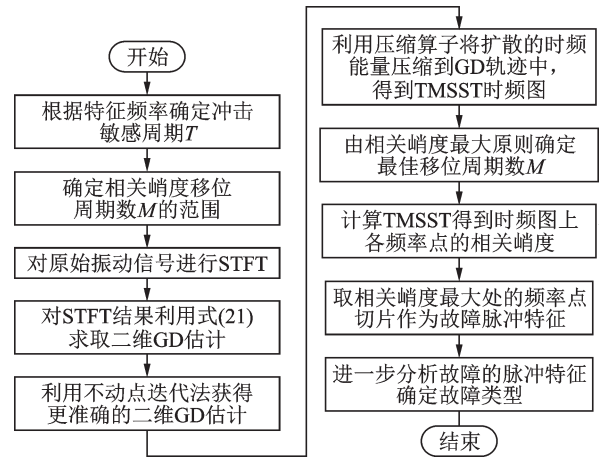 开始
根据特征频率确定冲击
敏感周期T
确定相关峭度移位
周期数M的范围
对原始振动信号进行STFT
对STFT结果利用式(21)
求取二维GD估计
利用不动点迭代法获得
更准确的二维GD估计
利用压缩算子将扩散的时频
能量压缩到GD轨迹中，
得到TMSST时频图
由相关峭度最大原则确定
最佳移位周期数M
计算TMSST得到时频图上
各频率点的相关峭度
取相关峭度最大处的频率点
切片作为故障脉冲特征
进一步分析故障的脉冲特征
确定故障类型
结束